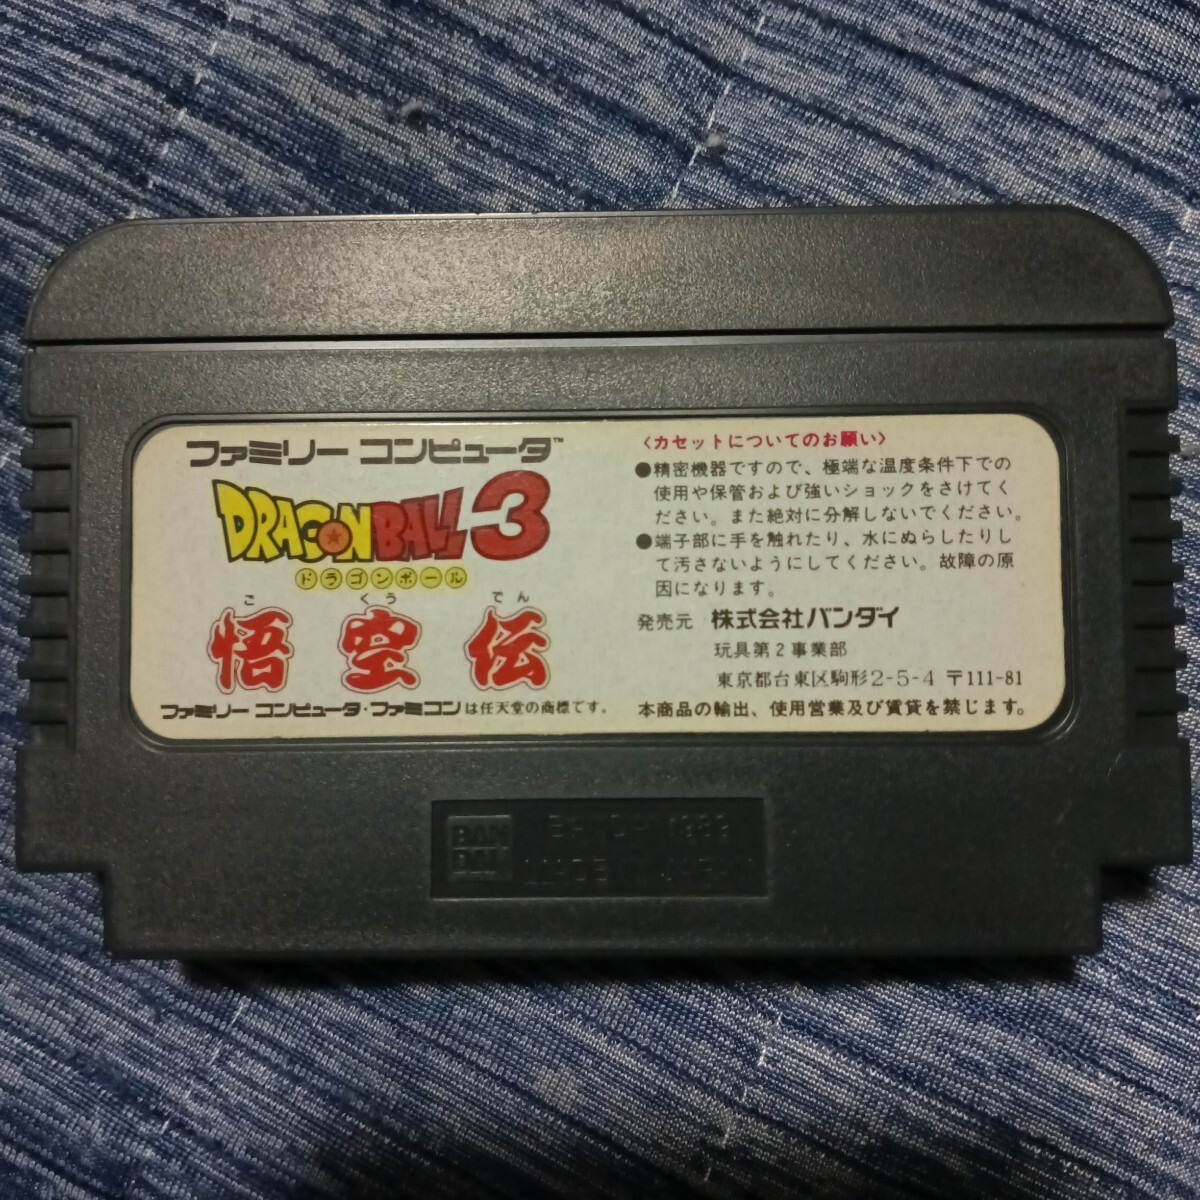 ファミリー コンピュータ™
DRAGON BALL 3
ドラゴンボール
ご くう でん
悟空伝
ファミリー コンピュータ・ファミコンは任天堂の商標です。
〈カセットについてのお願い〉
●精密機器ですので、極端な温度条件下での
使用や保管および強いショックをさけてく
ださい。また絶対に分解しないでください。
●端子部に手を触れたり、水にぬらしたりし
て汚さないようにしてください。故障の原
因になります。
発売元 株式会社バンダイ
玩具第2事業部
東京都台東区駒形2-5-4 〒111-81
本商品の輸出、使用営業及び賃貸を禁じます。
BAN
DAI
BANDAI 1989
MADE IN JAPAN